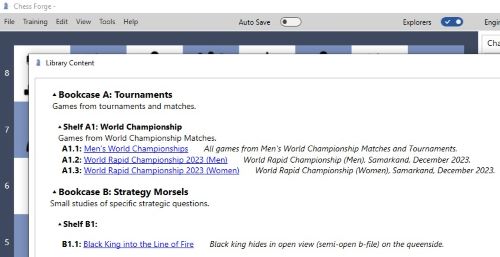 Chess Forge -
File Training Edit View Tools Help Auto Save Explorers
Library Content
Bookcase A: Tournaments
Games from tournaments and matches.
8
Shelf A1: World Championship
Games from World Championship Matches.
7
A1.1: Men's World Championships All games from Men's World Championship Matches and Tournaments.
A1.2: World Rapid Championship 2023 (Men) World Rapid Championship (Men), Samarkand, December 2023.
A1.3: World Rapid Championship 2023 (Women) World Rapid Championship (Women), Samarkand, December 2023.
6
Bookcase B: Strategy Morsels
Small studies of specific strategic questions.
Shelf B1:
5
B1.1: Black King into the Line of Fire Black king hides in open view (semi-open b-file) on the queenside.